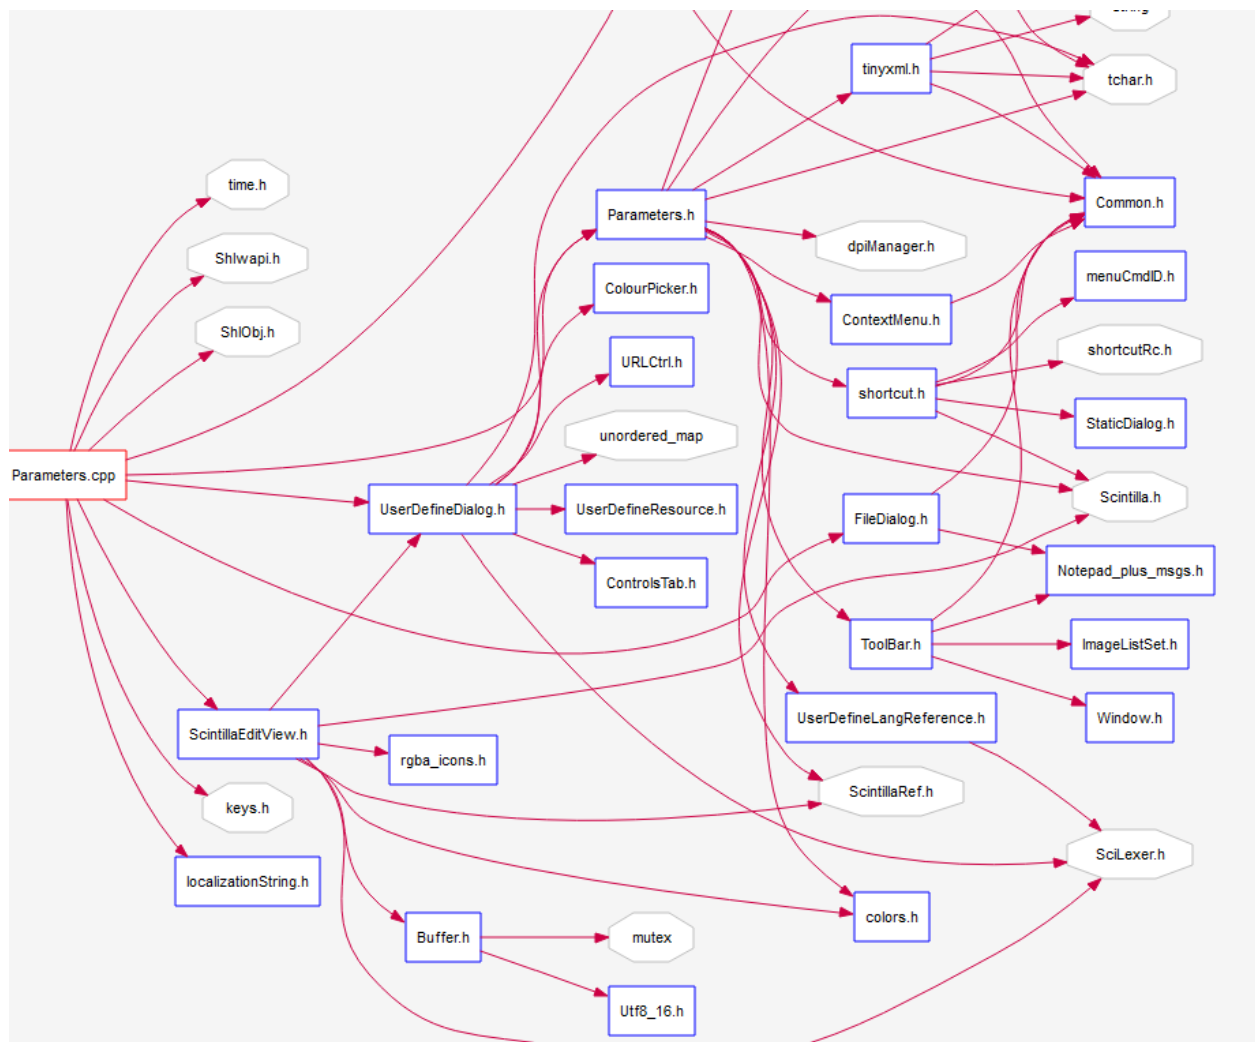 tinyxml.h
tchar.h
time.h
Common.h
Parameters.h
dpiManager.h
Shlwapi.h
menuCmdID.h
ColourPicker.h
ContextMenu.h
ShlObj.h
shortcutRc.h
URLCtrl.h
shortcut.h
StaticDialog.h
unordered_map
Parameters.cpp
Scintilla.h
UserDefineDialog.h
UserDefineResource.h
FileDialog.h
Notepad_plus_msgs.h
ControlsTab.h
ToolBar.h
ImageListSet.h
UserDefineLangReference.h
Window.h
ScintillaEditView.h
rgba_icons.h
ScintillaRef.h
keys.h
SciLexer.h
localizationString.h
colors.h
Buffer.h
mutex
Utf8_16.h